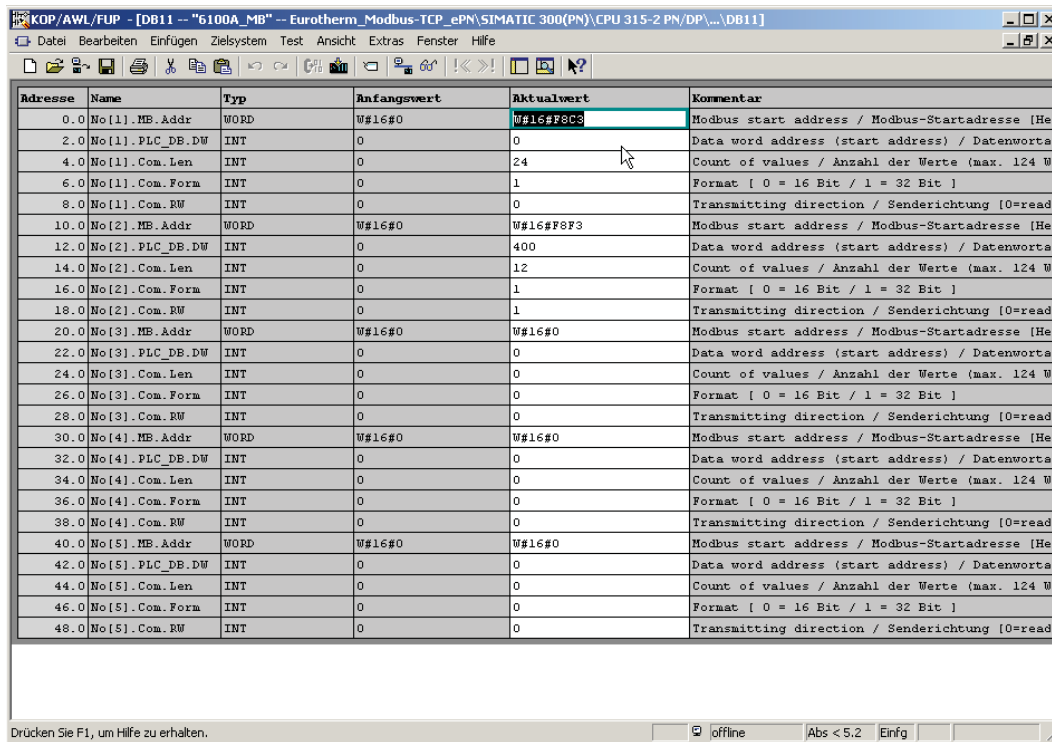 KOP/AWL/FUP - [DB11 -- "6100A_MB" -- Eurotherm_Modbus-TCP_ePN\SIMATIC 300(PN)\CPU 315-2 PN/DP\...\DB11]
Datei Bearbeiten Einfügen Zielsystem Test Ansicht Extras Fenster Hilfe
Adresse Name Typ Anfangswert Aktualwert Kommentar
0.0 No[1].MB.Addr WORD W#16#0 W#16#F8C3 Modbus start address / Modbus-Startadresse [He
2.0 No[1].PLC_DB.DW INT 0 0 Data word address (start address) / Datenworta
4.0 No[1].Com.Len INT 0 24 Count of values / Anzahl der Werte (max. 124 W
6.0 No[1].Com.Form INT 0 1 Format [ 0 = 16 Bit / 1 = 32 Bit ]
8.0 No[1].Com.RW INT 0 0 Transmitting direction / Senderichtung [0=read
10.0 No[2].MB.Addr WORD W#16#0 W#16#F8F3 Modbus start address / Modbus-Startadresse [He
12.0 No[2].PLC_DB.DW INT 0 400 Data word address (start address) / Datenworta
14.0 No[2].Com.Len INT 0 12 Count of values / Anzahl der Werte (max. 124 W
16.0 No[2].Com.Form INT 0 1 Format [ 0 = 16 Bit / 1 = 32 Bit ]
18.0 No[2].Com.RW INT 0 1 Transmitting direction / Senderichtung [0=read
20.0 No[3].MB.Addr WORD W#16#0 W#16#0 Modbus start address / Modbus-Startadresse [He
22.0 No[3].PLC_DB.DW INT 0 0 Data word address (start address) / Datenworta
24.0 No[3].Com.Len INT 0 0 Count of values / Anzahl der Werte (max. 124 W
26.0 No[3].Com.Form INT 0 0 Format [ 0 = 16 Bit / 1 = 32 Bit ]
28.0 No[3].Com.RW INT 0 0 Transmitting direction / Senderichtung [0=read
30.0 No[4].MB.Addr WORD W#16#0 W#16#0 Modbus start address / Modbus-Startadresse [He
32.0 No[4].PLC_DB.DW INT 0 0 Data word address (start address) / Datenworta
34.0 No[4].Com.Len INT 0 0 Count of values / Anzahl der Werte (max. 124 W
36.0 No[4].Com.Form INT 0 0 Format [ 0 = 16 Bit / 1 = 32 Bit ]
38.0 No[4].Com.RW INT 0 0 Transmitting direction / Senderichtung [0=read
40.0 No[5].MB.Addr WORD W#16#0 W#16#0 Modbus start address / Modbus-Startadresse [He
42.0 No[5].PLC_DB.DW INT 0 0 Data word address (start address) / Datenworta
44.0 No[5].Com.Len INT 0 0 Count of values / Anzahl der Werte (max. 124 W
46.0 No[5].Com.Form INT 0 0 Format [ 0 = 16 Bit / 1 = 32 Bit ]
48.0 No[5].Com.RW INT 0 0 Transmitting direction / Senderichtung [0=read
Drücken Sie F1, um Hilfe zu erhalten. offline Abs < 5.2 Einfg